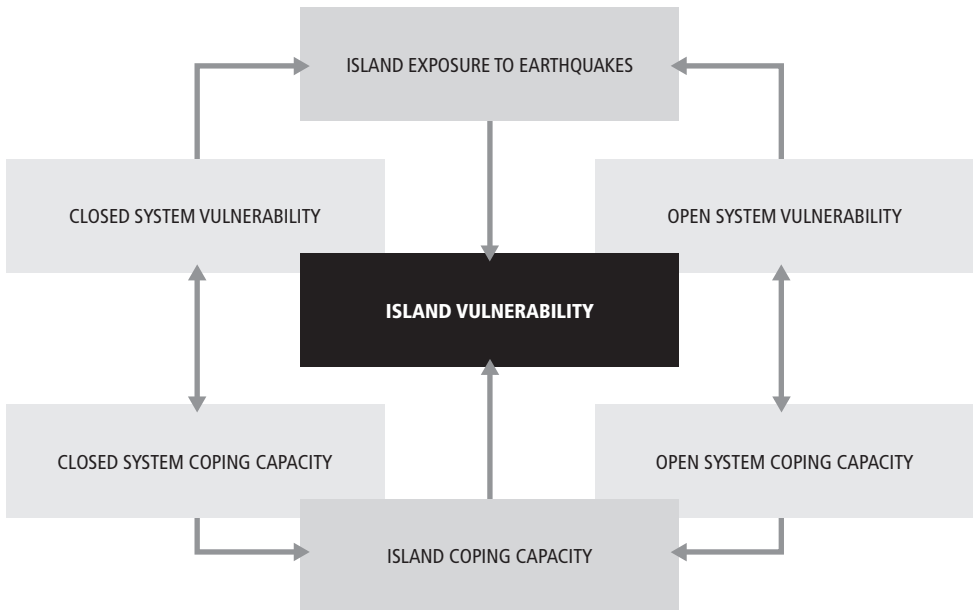 ISLAND EXPOSURE TO EARTHQUAKES
CLOSED SYSTEM VULNERABILITY
OPEN SYSTEM VULNERABILITY
ISLAND VULNERABILITY
CLOSED SYSTEM COPING CAPACITY
OPEN SYSTEM COPING CAPACITY
ISLAND COPING CAPACITY